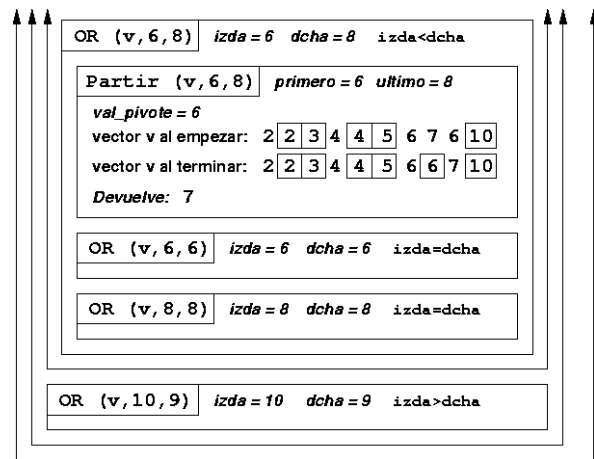 OR (v,6,8) izda = 6 dcha = 8 izda<dcha
Partir (v,6,8) primero = 6 ultimo = 8
val_pivote = 6
vector v al empezar: 2 2 3 4 4 5 6 7 6 10
vector v al terminar: 2 2 3 4 4 5 6 6 7 10
Devuelve: 7
OR (v,6,6) izda = 6 dcha = 6 izda=dcha
OR (v,8,8) izda = 8 dcha = 8 izda=dcha
OR (v,10,9) izda = 10 dcha = 9 izda>dcha